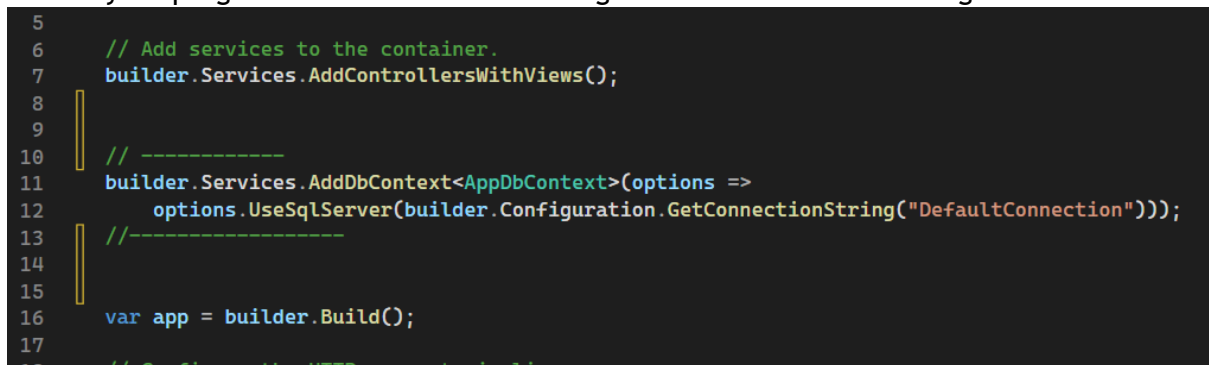 5
6 // Add services to the container.
7 builder.Services.AddControllersWithViews();
8
9
10 // ------------
11 builder.Services.AddDbContext<AppDbContext>(options =>
12 options.UseSqlServer(builder.Configuration.GetConnectionString("DefaultConnection")));
13 //------------------
14
15
16 var app = builder.Build();
17